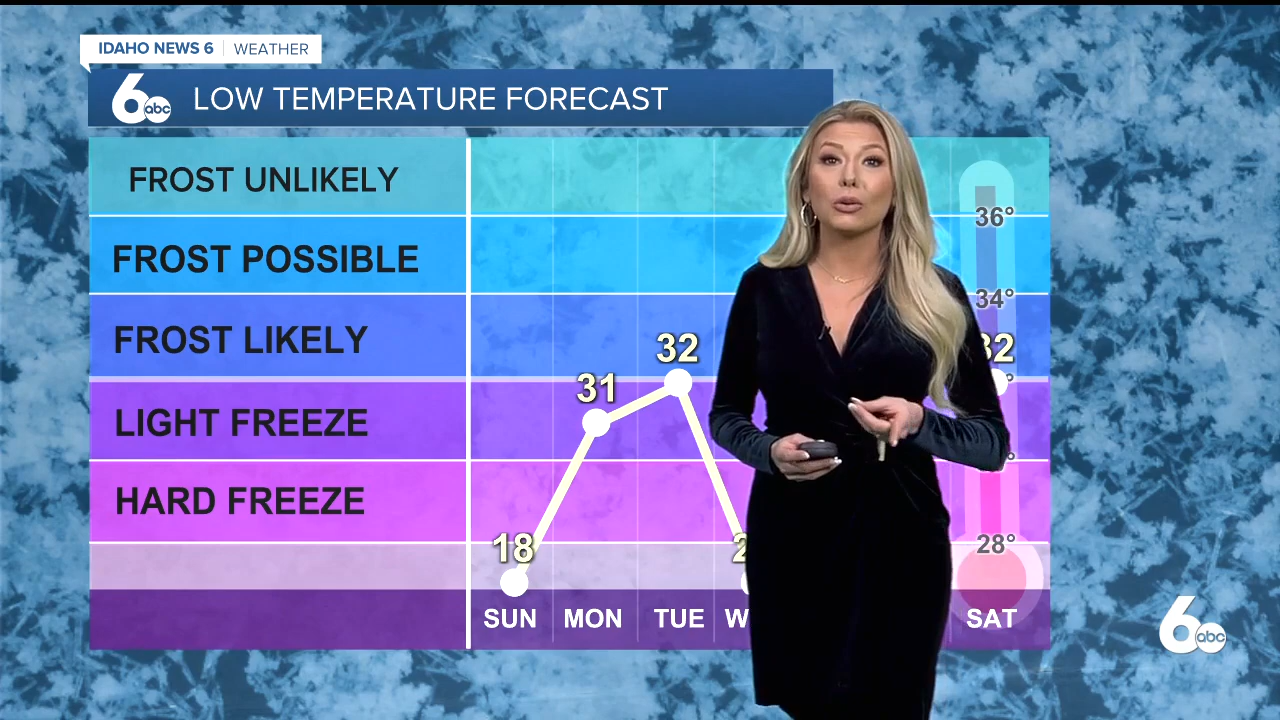 IDAHO NEWS 6 | WEATHER
6abc LOW TEMPERATURE FORECAST
FROST UNLIKELY
36°
FROST POSSIBLE
34°
FROST LIKELY
32
32
31
LIGHT FREEZE
HARD FREEZE
18
28°
SUN MON TUE SAT
6abc